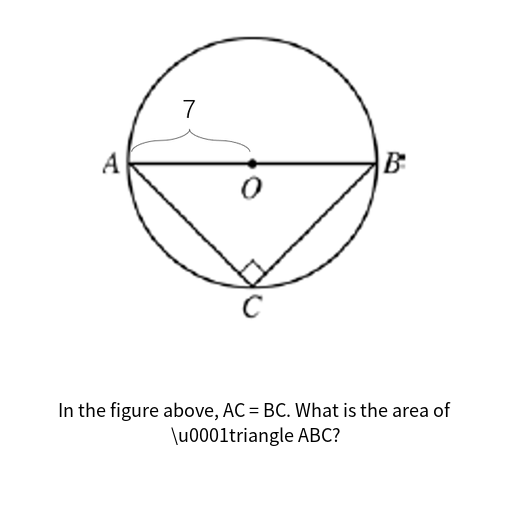 7
A
B
O
C
In the figure above, AC = BC. What is the area of
\u0001triangle ABC?